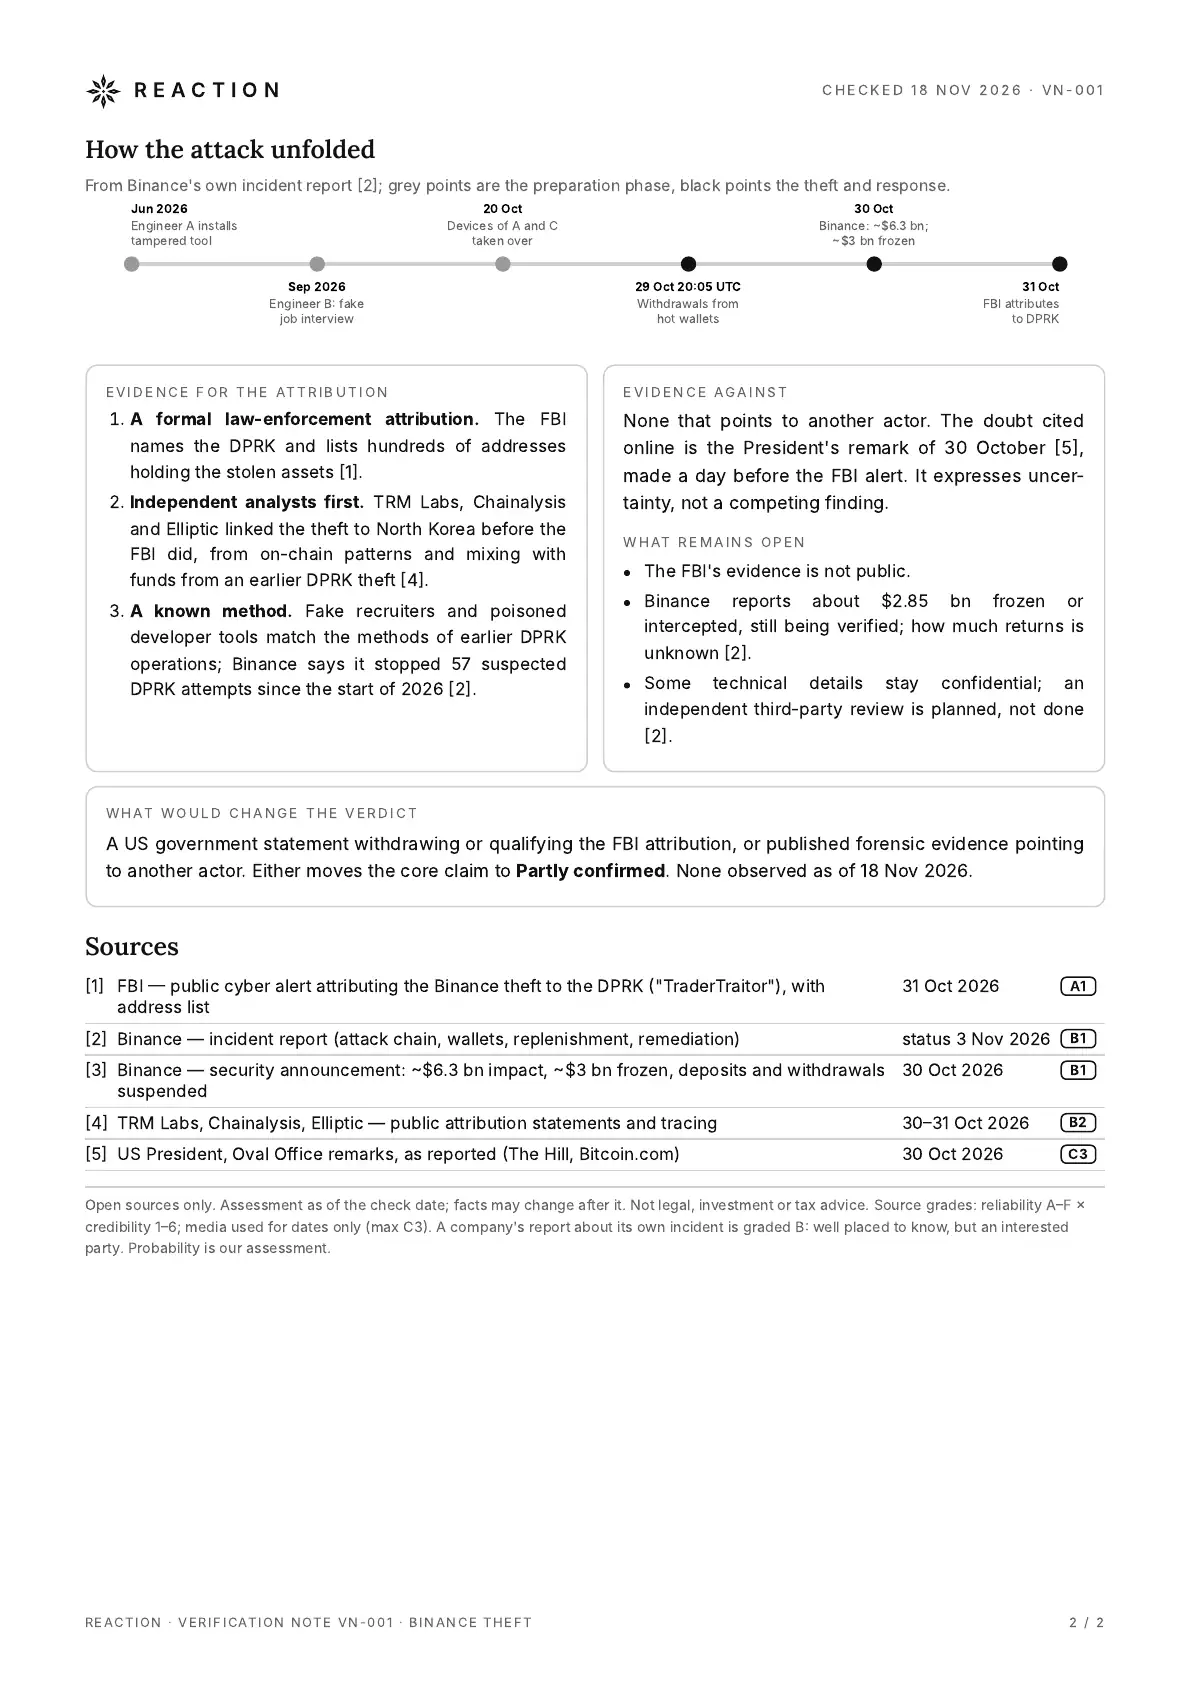 REACTION
CHECKED 18 NOV 2026 · VN-001
How the attack unfolded
From Binance's own incident report [2]; grey points are the preparation phase, black points the theft and response.
Jun 2026
Engineer A installs
tampered tool
20 Oct
Devices of A and C
taken over
30 Oct
Binance: ~$6.3 bn;
~$3 bn frozen
Sep 2026
Engineer B: fake
job interview
29 Oct 20:05 UTC
Withdrawals from
hot wallets
31 Oct
FBI attributes
to DPRK
EVIDENCE FOR THE ATTRIBUTION
1. A formal law-enforcement attribution. The FBI
names the DPRK and lists hundreds of addresses
holding the stolen assets [1].
2. Independent analysts first. TRM Labs, Chainalysis
and Elliptic linked the theft to North Korea before the
FBI did, from on-chain patterns and mixing with
funds from an earlier DPRK theft [4].
3. A known method. Fake recruiters and poisoned
developer tools match the methods of earlier DPRK
operations; Binance says it stopped 57 suspected
DPRK attempts since the start of 2026 [2].
EVIDENCE AGAINST
None that points to another actor. The doubt cited
online is the President's remark of 30 October [5],
made a day before the FBI alert. It expresses uncer-
tainty, not a competing finding.
WHAT REMAINS OPEN
• The FBI's evidence is not public.
• Binance reports about $2.85 bn frozen or
intercepted, still being verified; how much returns is
unknown [2].
• Some technical details stay confidential; an
independent third-party review is planned, not done
[2].
WHAT WOULD CHANGE THE VERDICT
A US government statement withdrawing or qualifying the FBI attribution, or published forensic evidence pointing
to another actor. Either moves the core claim to Partly confirmed. None observed as of 18 Nov 2026.
Sources
[1] FBI — public cyber alert attributing the Binance theft to the DPRK ("TraderTraitor"), with 31 Oct 2026 A1
address list
[2] Binance — incident report (attack chain, wallets, replenishment, remediation) status 3 Nov 2026 B1
[3] Binance — security announcement: ~$6.3 bn impact, ~$3 bn frozen, deposits and withdrawals 30 Oct 2026 B1
suspended
[4] TRM Labs, Chainalysis, Elliptic — public attribution statements and tracing 30–31 Oct 2026 B2
[5] US President, Oval Office remarks, as reported (The Hill, Bitcoin.com) 30 Oct 2026 C3
Open sources only. Assessment as of the check date; facts may change after it. Not legal, investment or tax advice. Source grades: reliability A–F ×
credibility 1–6; media used for dates only (max C3). A company's report about its own incident is graded B: well placed to know, but an interested
party. Probability is our assessment.
REACTION · VERIFICATION NOTE VN-001 · BINANCE THEFT
2 / 2